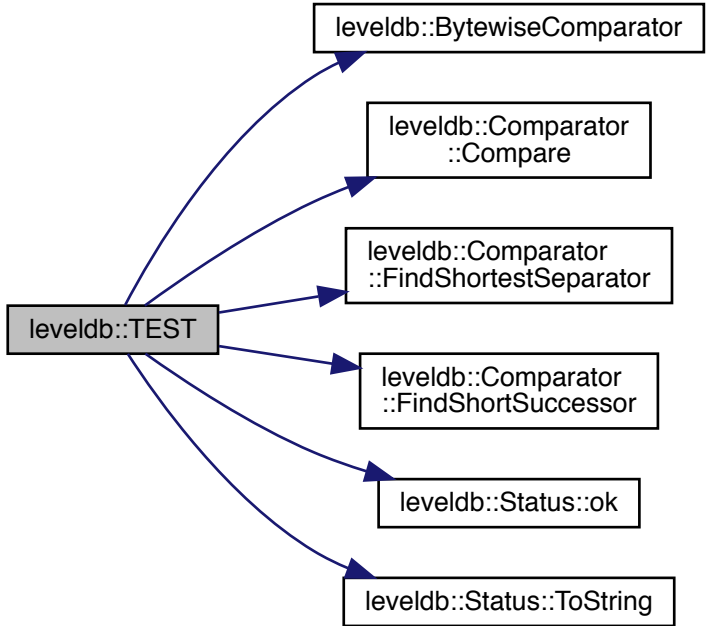 leveldb::BytewiseComparator
leveldb::Comparator
::Compare
leveldb::Comparator
::FindShortestSeparator
leveldb::TEST
leveldb::Comparator
::FindShortSuccessor
leveldb::Status::ok
leveldb::Status::ToString